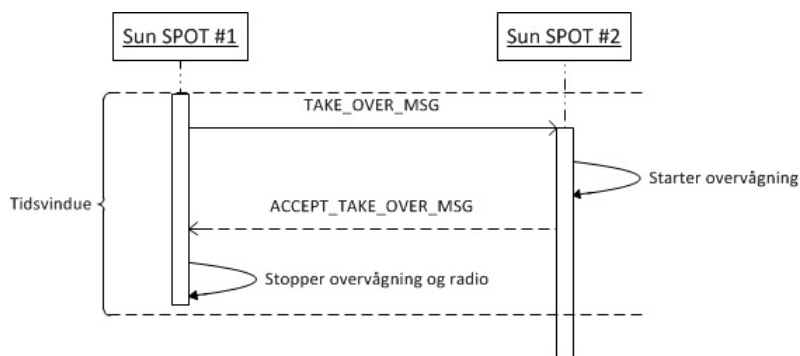 Sun SPOT #1
Sun SPOT #2
TAKE_OVER_MSG
Starter overvågning
Tidsvindue
ACCEPT_TAKE_OVER_MSG
Stopper overvågning og radio